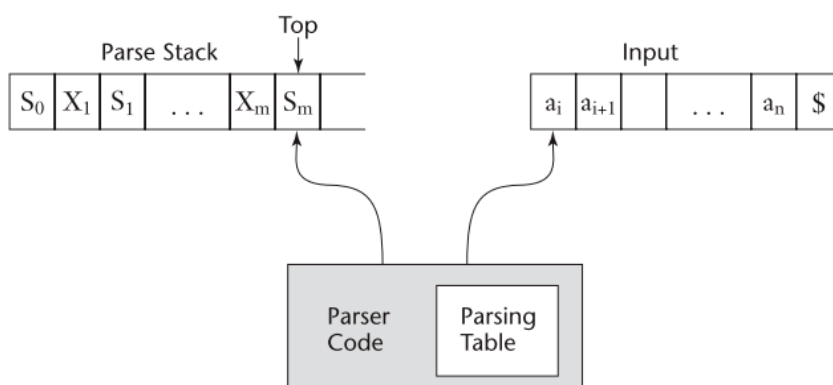 Top
Parse Stack
Input
S₀ X₁ S₁ . . . Xₘ Sₘ
aᵢ aᵢ₊₁ . . . aₙ $
Parser
Code
Parsing
Table